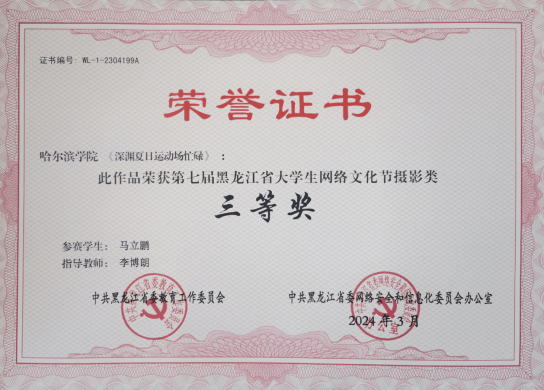 证书编号: WL-1-2304199A
荣誉证书
哈尔滨学院 《深渊夏日运动场忙碌》 :
此作品荣获第七届黑龙江省大学生网络文化节摄影类
三等奖
参赛学生: 马立鹏
指导教师: 李博朗
中共黑龙江省委教育工作委员会 中共黑龙江省委网络安全和信息化委员会办公室
2024 年 3 月